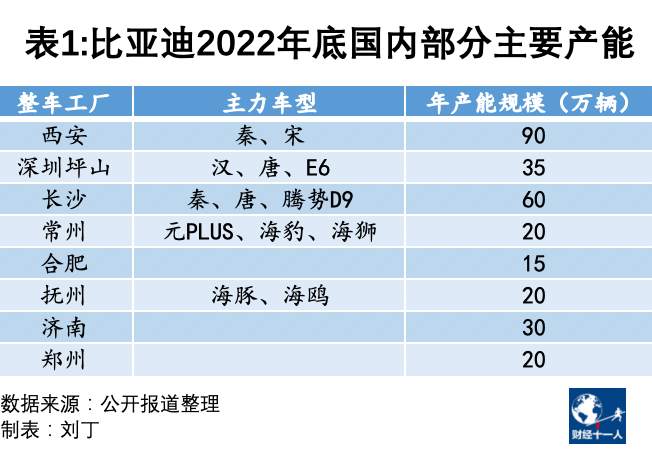 表1:比亚迪2022年底国内部分主要产能
整车工厂 主力车型 年产能规模（万辆）
西安 秦、宋 90
深圳坪山 汉、唐、E6 35
长沙 秦、唐、腾势D9 60
常州 元PLUS、海豹、海狮 20
合肥 15
抚州 海豚、海鸥 20
济南 30
郑州 20
数据来源：公开报道整理
制表：刘丁
财经十一人